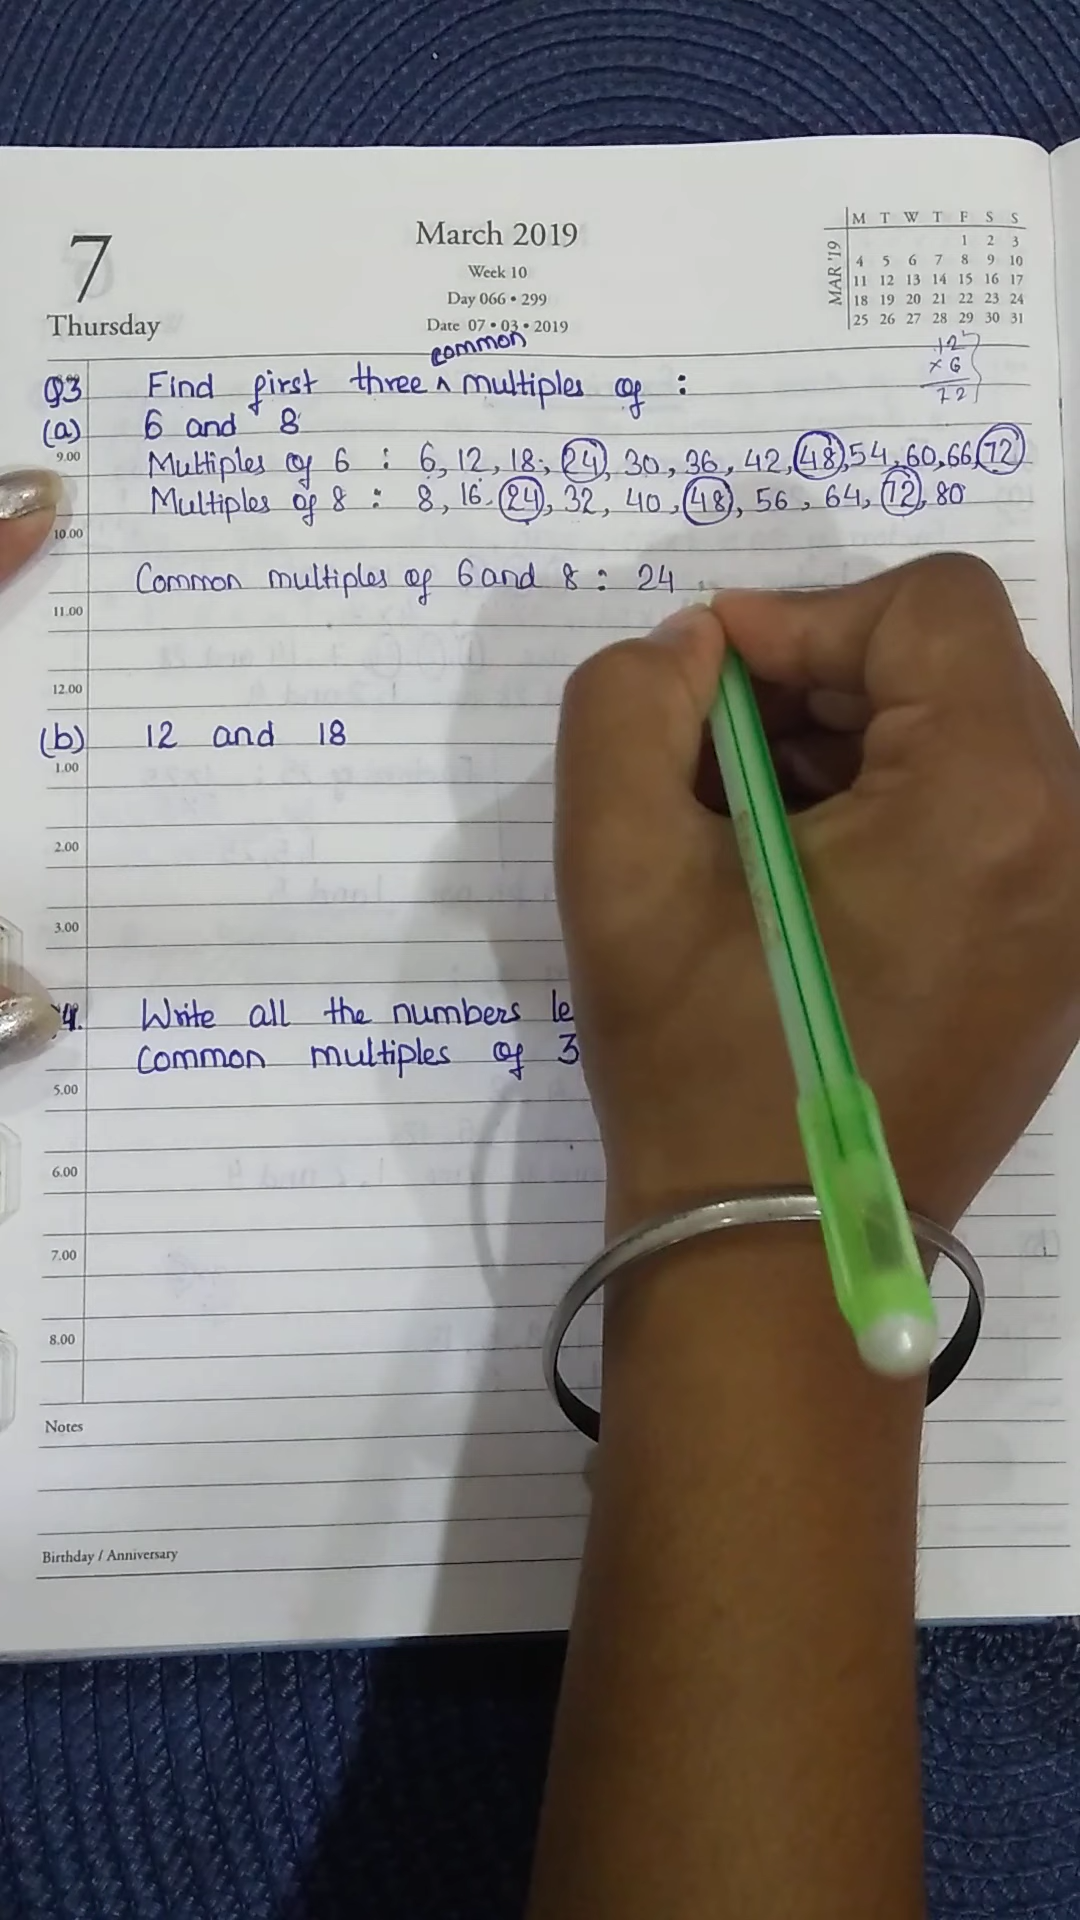 7
Thursday
March 2019
Week 10
Day 066 • 299
Date 07 • 03 • 2019
MAR '19
M T W T F S S
1 2 3
4 5 6 7 8 9 10
11 12 13 14 15 16 17
18 19 20 21 22 23 24
25 26 27 28 29 30 31
12
× 6
72
common
Q3 Find first three ^ multiples of :
(a) 6 and 8
9.00
Multiples of 6 : 6, 12, 18, 24, 30, 36, 42, 48, 54, 60, 66, 72
Multiples of 8 : 8, 16, 24, 32, 40, 48, 56, 64, 72, 80
10.00
Common multiples of 6 and 8 : 24
11.00
12.00
(b) 12 and 18
1.00
2.00
3.00
4. Write all the numbers le
common multiples of 3
5.00
6.00
7.00
8.00
Notes
Birthday / Anniversary